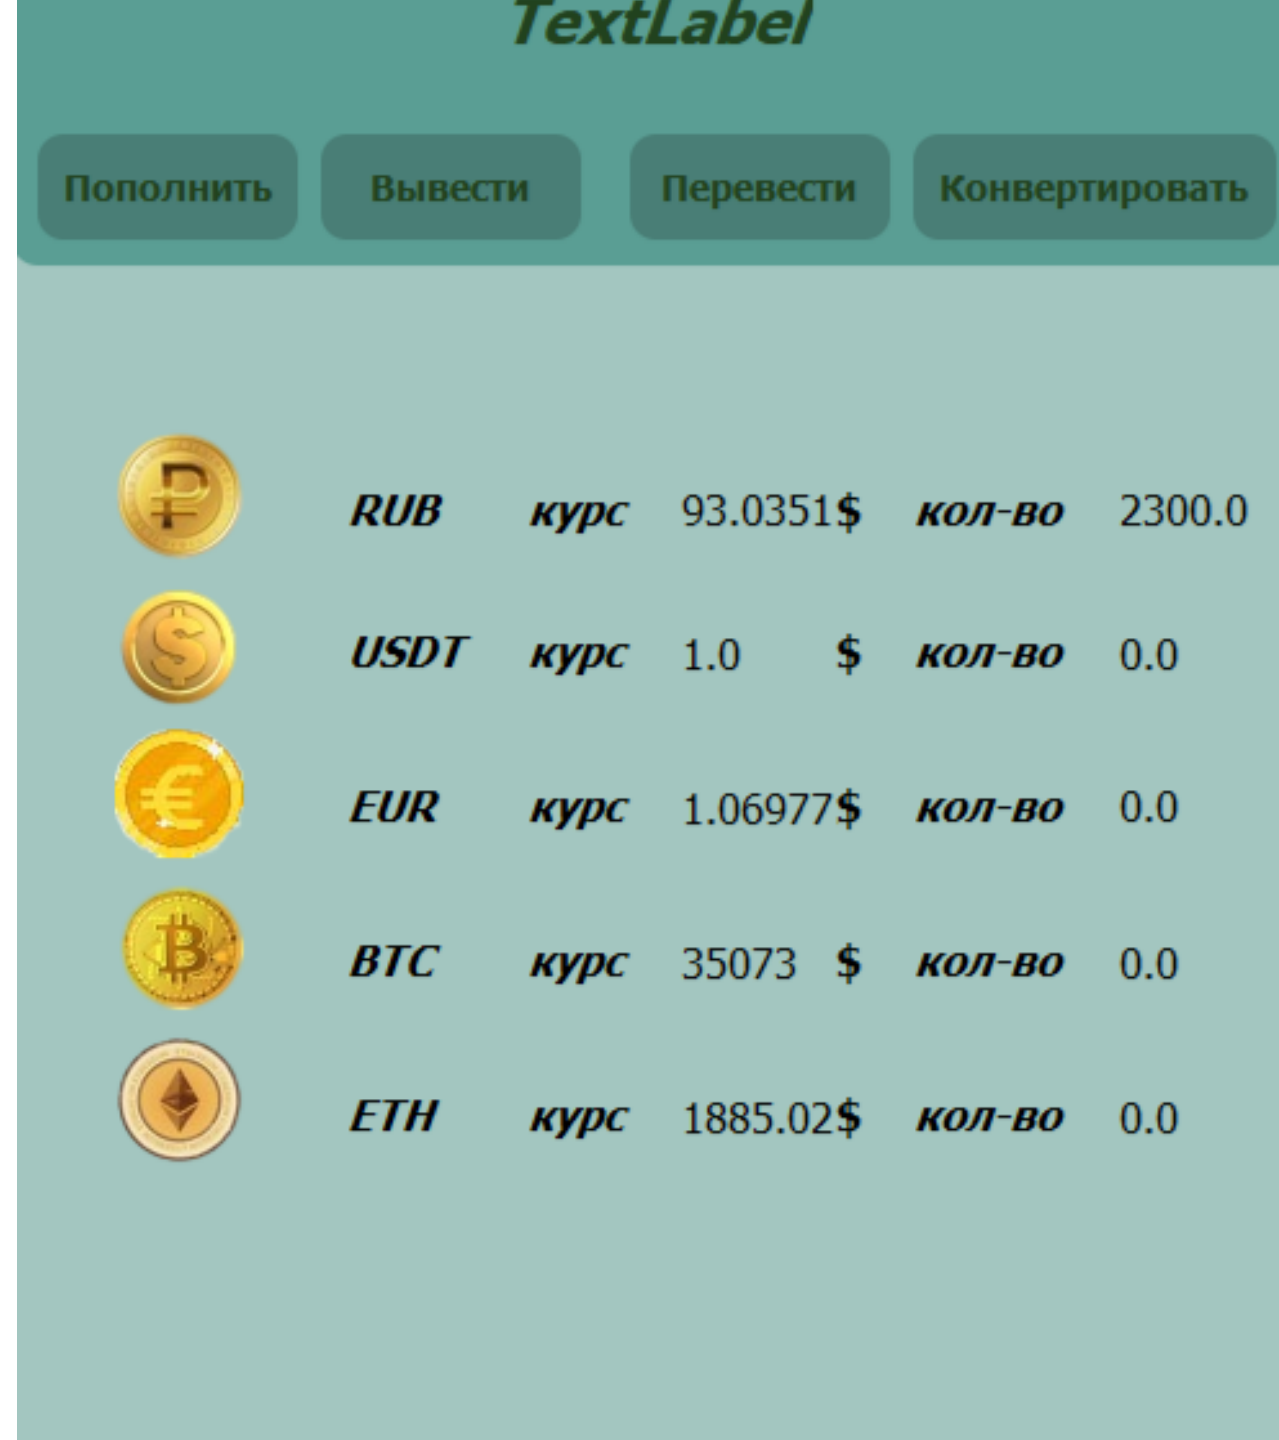 TextLabel
Пополнить Вывести Перевести Конвертировать
RUB курс 93.0351$ кол-во 2300.0
USDT курс 1.0 $ кол-во 0.0
EUR курс 1.06977$ кол-во 0.0
BTC курс 35073 $ кол-во 0.0
ETH курс 1885.02$ кол-во 0.0